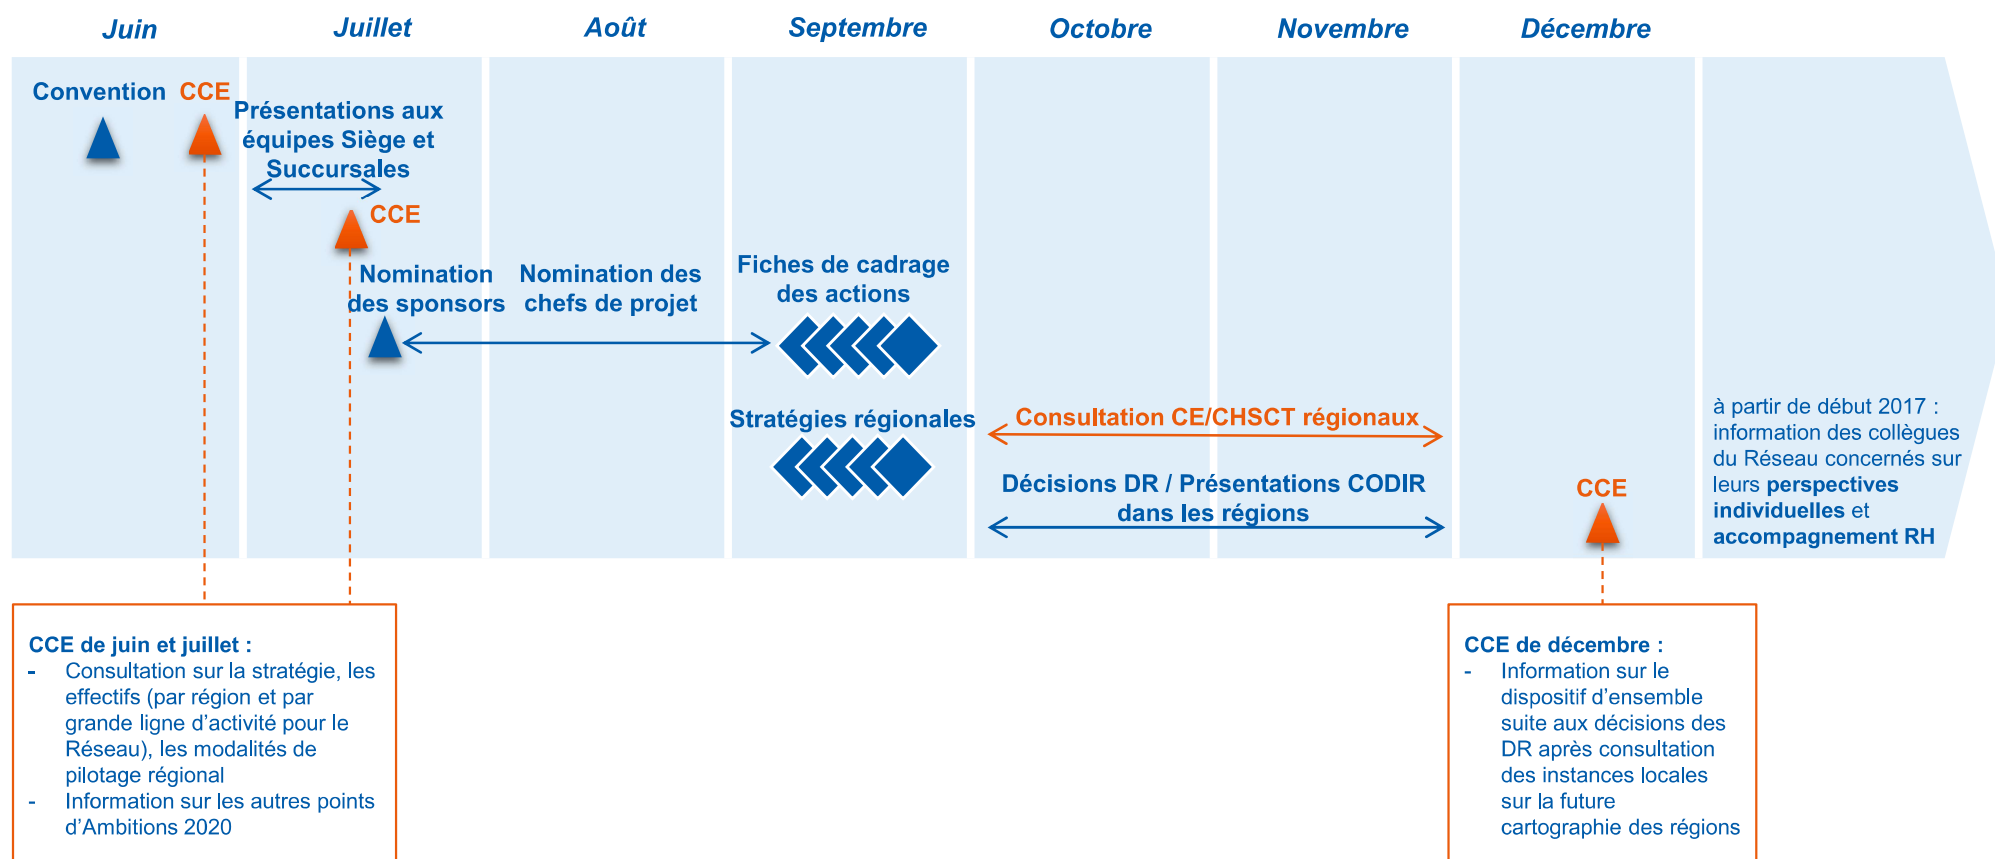 Juin
Juillet
Août
Septembre
Octobre
Novembre
Décembre
Convention
CCE
Présentations aux
équipes Siège et
Succursales
CCE
Nomination
des sponsors
Nomination des
chefs de projet
Fiches de cadrage
des actions
Stratégies régionales
Consultation CE/CHSCT régionaux
Décisions DR / Présentations CODIR
dans les régions
CCE
à partir de début 2017 :
information des collègues
du Réseau concernés sur
leurs perspectives
individuelles et
accompagnement RH
CCE de juin et juillet :
- Consultation sur la stratégie, les
effectifs (par région et par
grande ligne d’activité pour le
Réseau), les modalités de
pilotage régional
- Information sur les autres points
d’Ambitions 2020
CCE de décembre :
- Information sur le
dispositif d’ensemble
suite aux décisions des
DR après consultation
des instances locales
sur la future
cartographie des régions